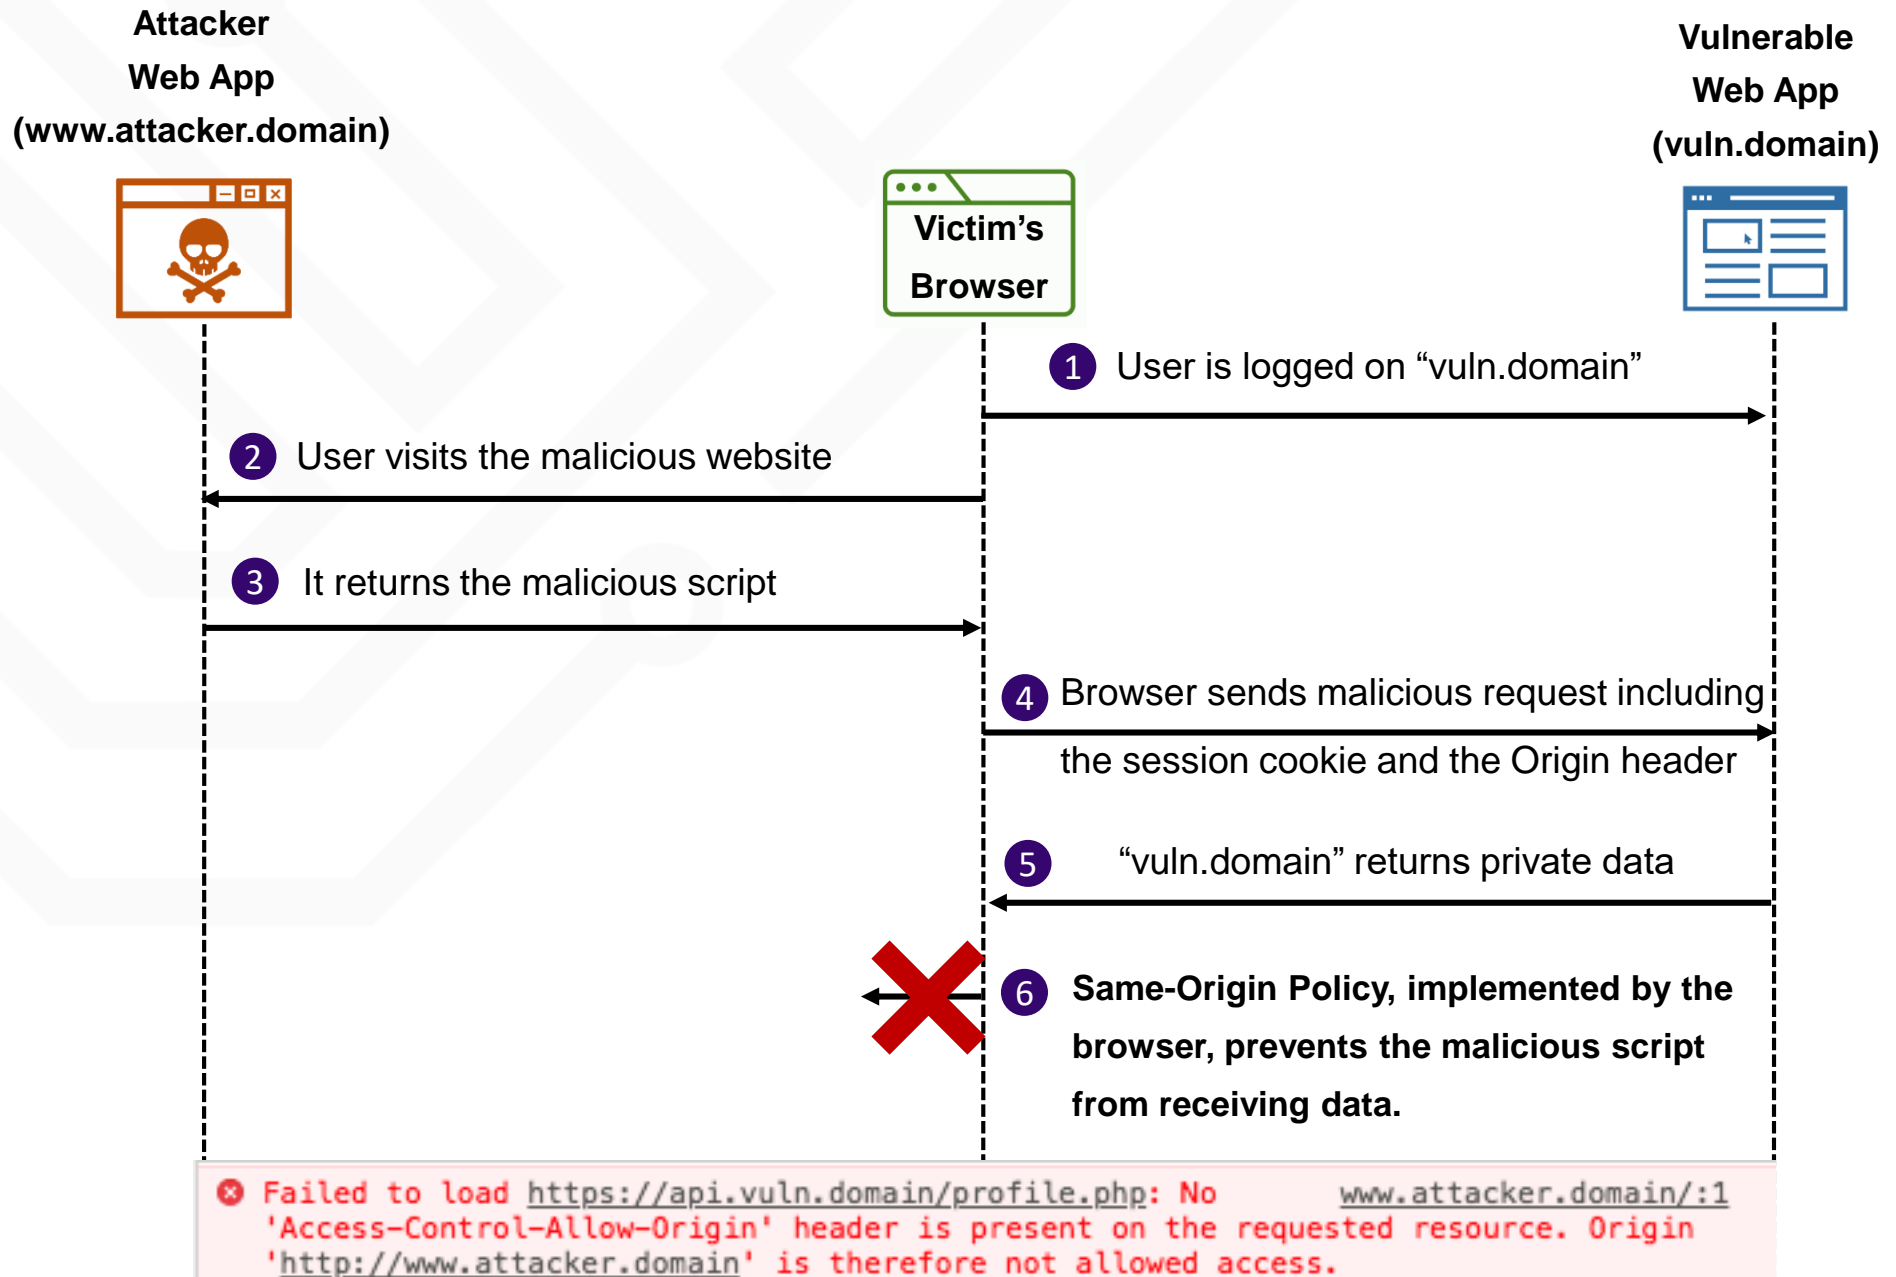 Attacker
Web App
(www.attacker.domain)
Vulnerable
Web App
(vuln.domain)
Victim’s
Browser
1 User is logged on “vuln.domain”
2 User visits the malicious website
3 It returns the malicious script
4 Browser sends malicious request including
the session cookie and the Origin header
5 “vuln.domain” returns private data
6 Same-Origin Policy, implemented by the
browser, prevents the malicious script
from receiving data.
Failed to load https://api.vuln.domain/profile.php: No www.attacker.domain/:1
'Access-Control-Allow-Origin' header is present on the requested resource. Origin
'http://www.attacker.domain' is therefore not allowed access.